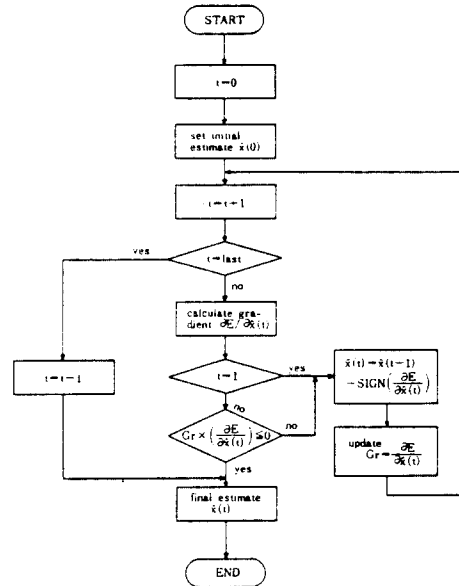 START
t=0
set initial
estimate x̂(0)
t=t+1
yes
t=last
no
calculate gra-
dient ∂E/∂x̂(t)
t=t-1
t=1
yes
x̂(t)=x̂(t-1)
-SIGN(∂E/∂x̂(t))
no
Gr×(∂E/∂x̂(t))≦0
no
update
Gr=∂E/∂x̂(t)
yes
final estimate
x̂(t)
END